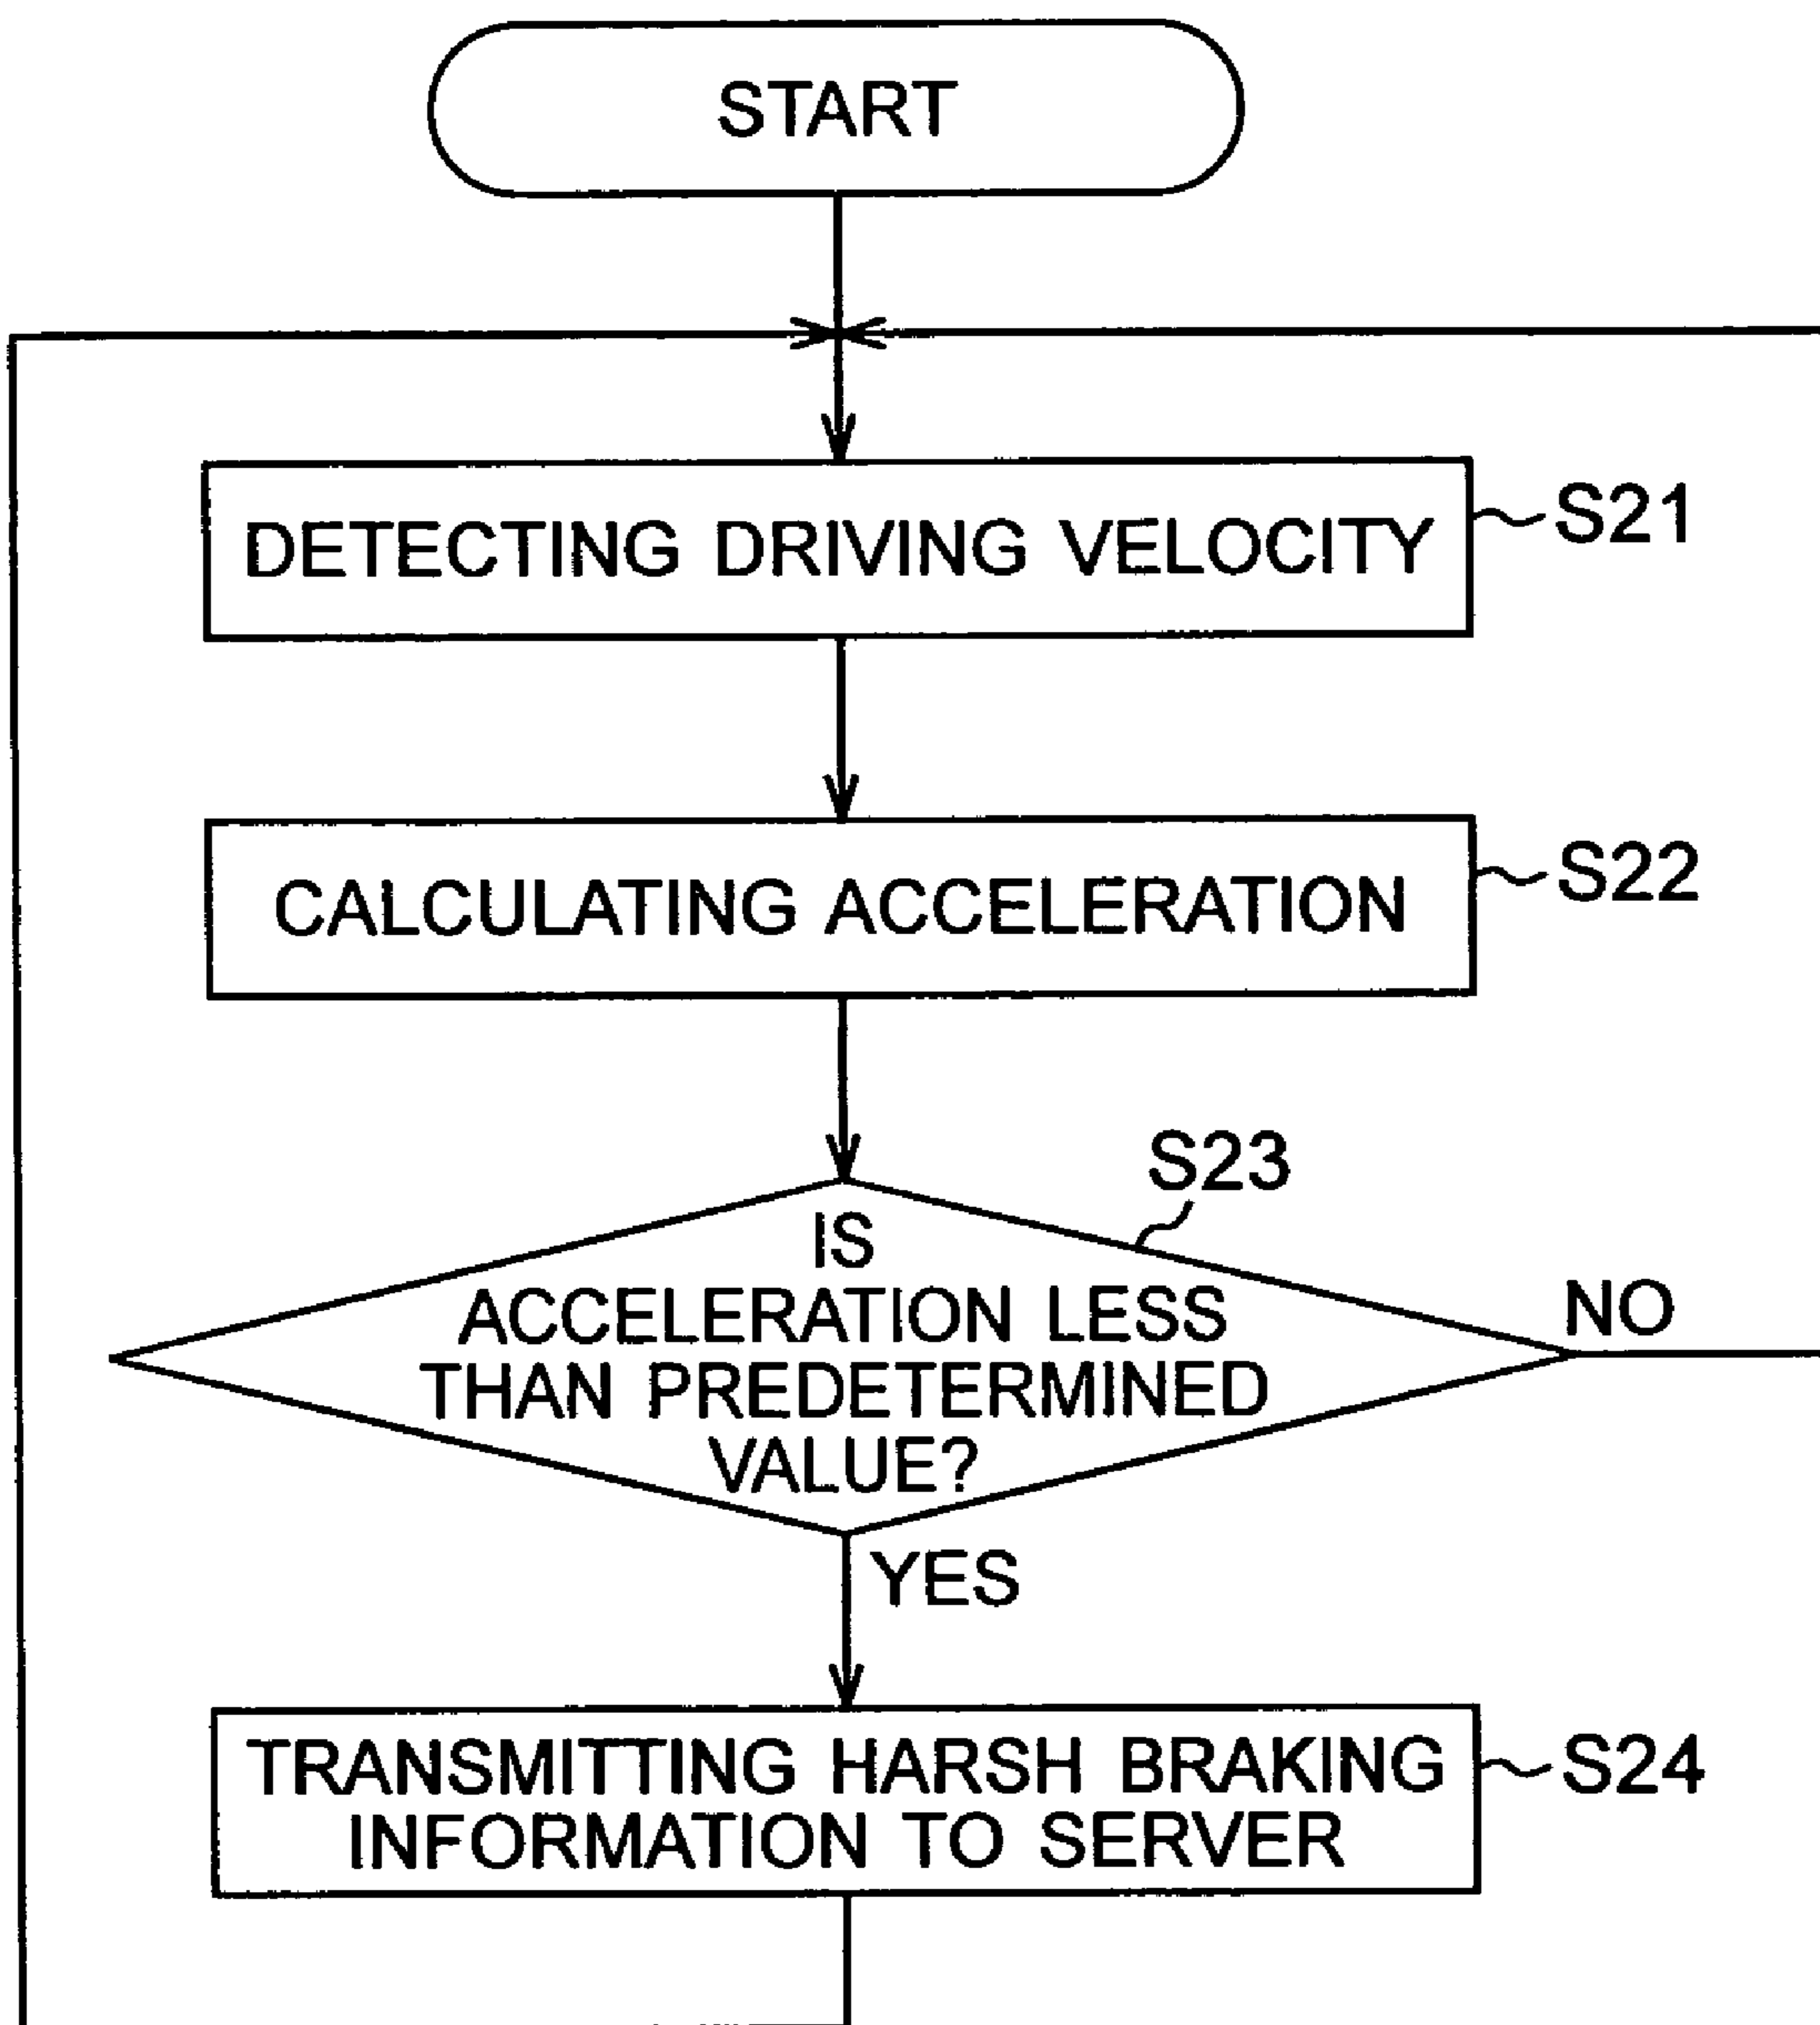 START
DETECTING DRIVING VELOCITY
S21
CALCULATING ACCELERATION
S22
S23
IS
ACCELERATION LESS
THAN PREDETERMINED
VALUE?
NO
YES
TRANSMITTING HARSH BRAKING
INFORMATION TO SERVER
S24